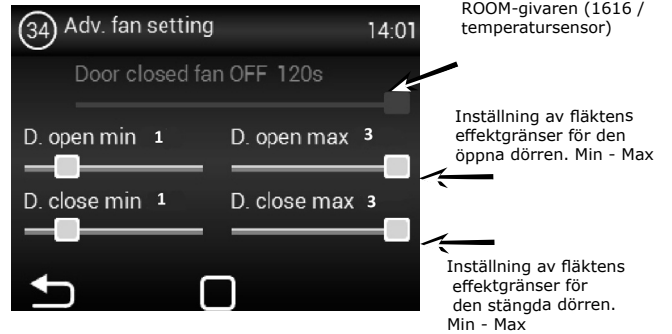 34 Adv. fan setting 14:01
Door closed fan OFF 120s
D. open min 1 D. open max 3
D. close min 1 D. close max 3
ROOM-givaren (1616 /
temperatursensor)
Inställning av fläktens
effektgränser för den
öppna dörren. Min - Max
Inställning av fläktens
effektgränser för
den stängda dörren.
Min - Max